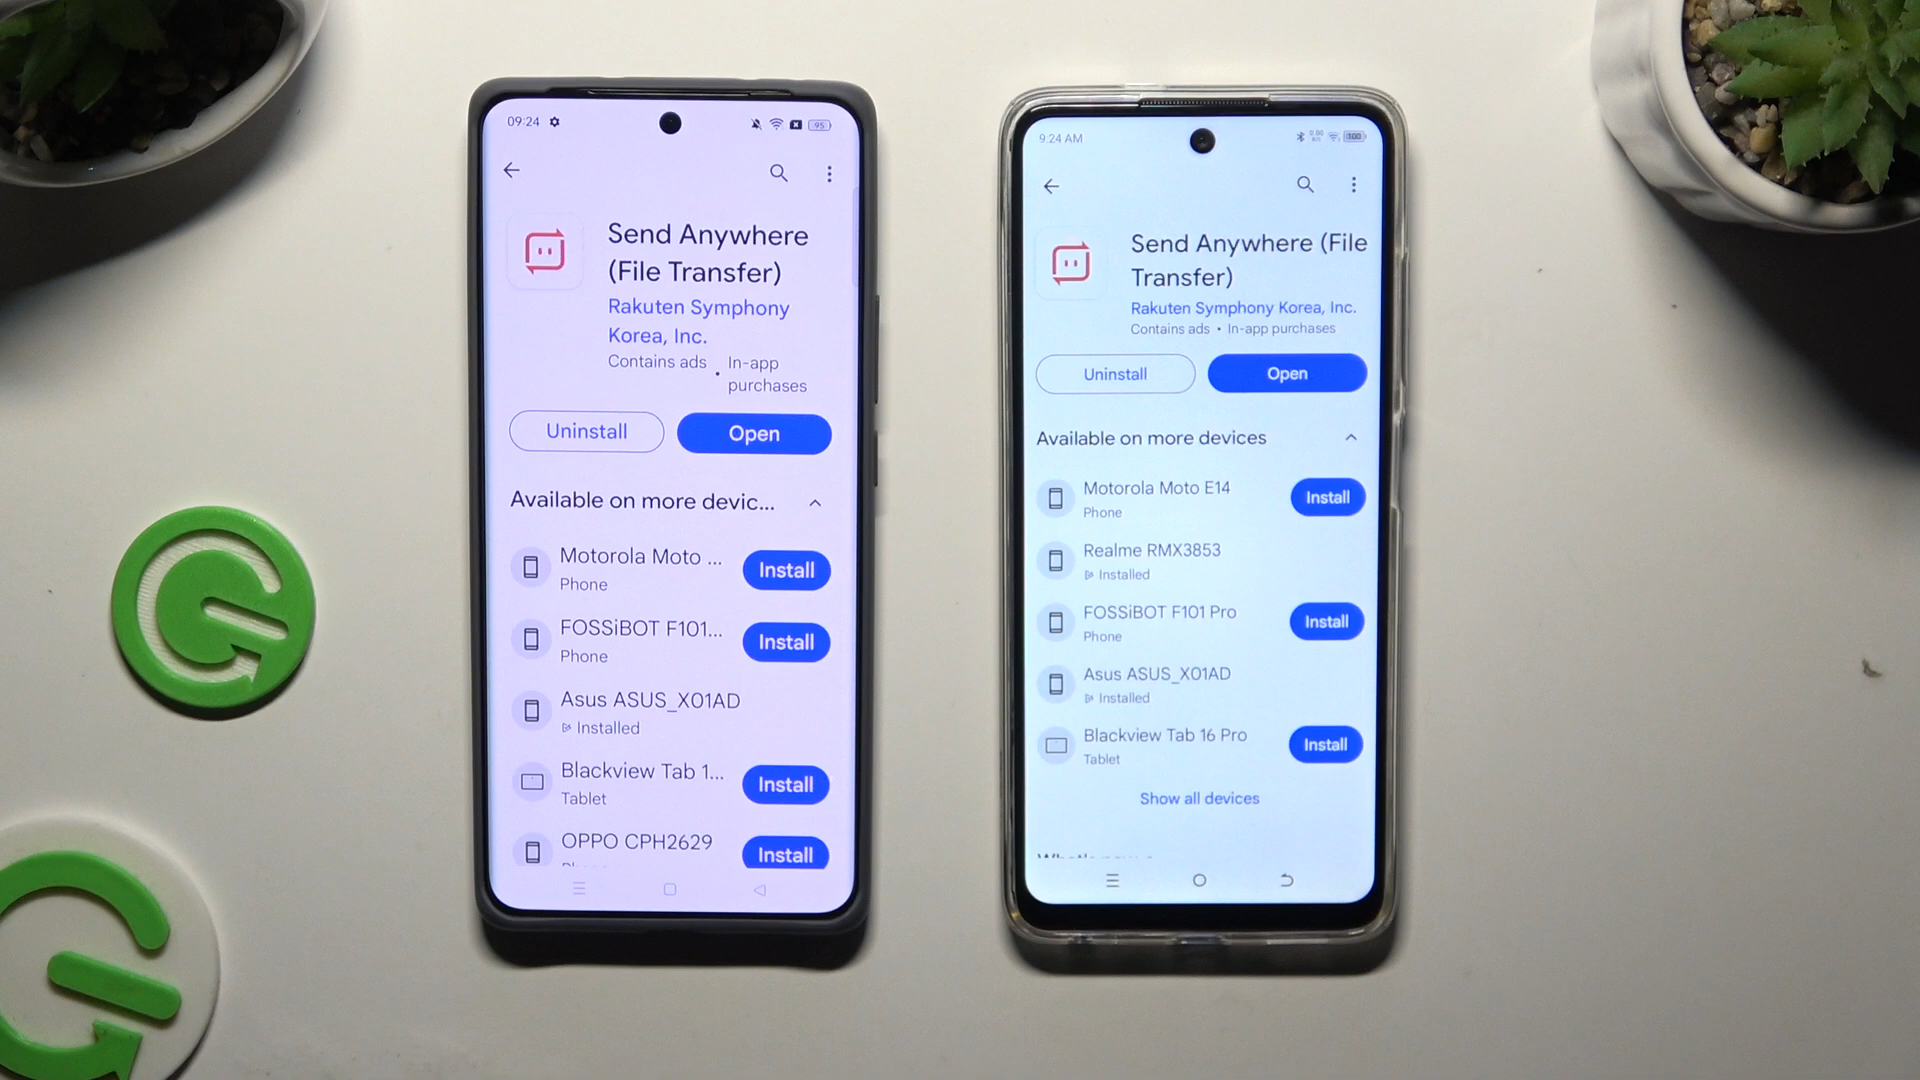 09:24
95
Send Anywhere
(File Transfer)
Rakuten Symphony
Korea, Inc.
Contains ads • In-app
purchases
Uninstall
Open
Available on more devic...
Motorola Moto ...
Phone
Install
FOSSiBOT F101...
Phone
Install
Asus ASUS_X01AD
Installed
Blackview Tab 1...
Tablet
Install
OPPO CPH2629
Install
9:24 AM
100
Send Anywhere (File
Transfer)
Rakuten Symphony Korea, Inc.
Contains ads • In-app purchases
Uninstall
Open
Available on more devices
Motorola Moto E14
Phone
Install
Realme RMX3853
Installed
FOSSiBOT F101 Pro
Phone
Install
Asus ASUS_X01AD
Installed
Blackview Tab 16 Pro
Tablet
Install
Show all devices